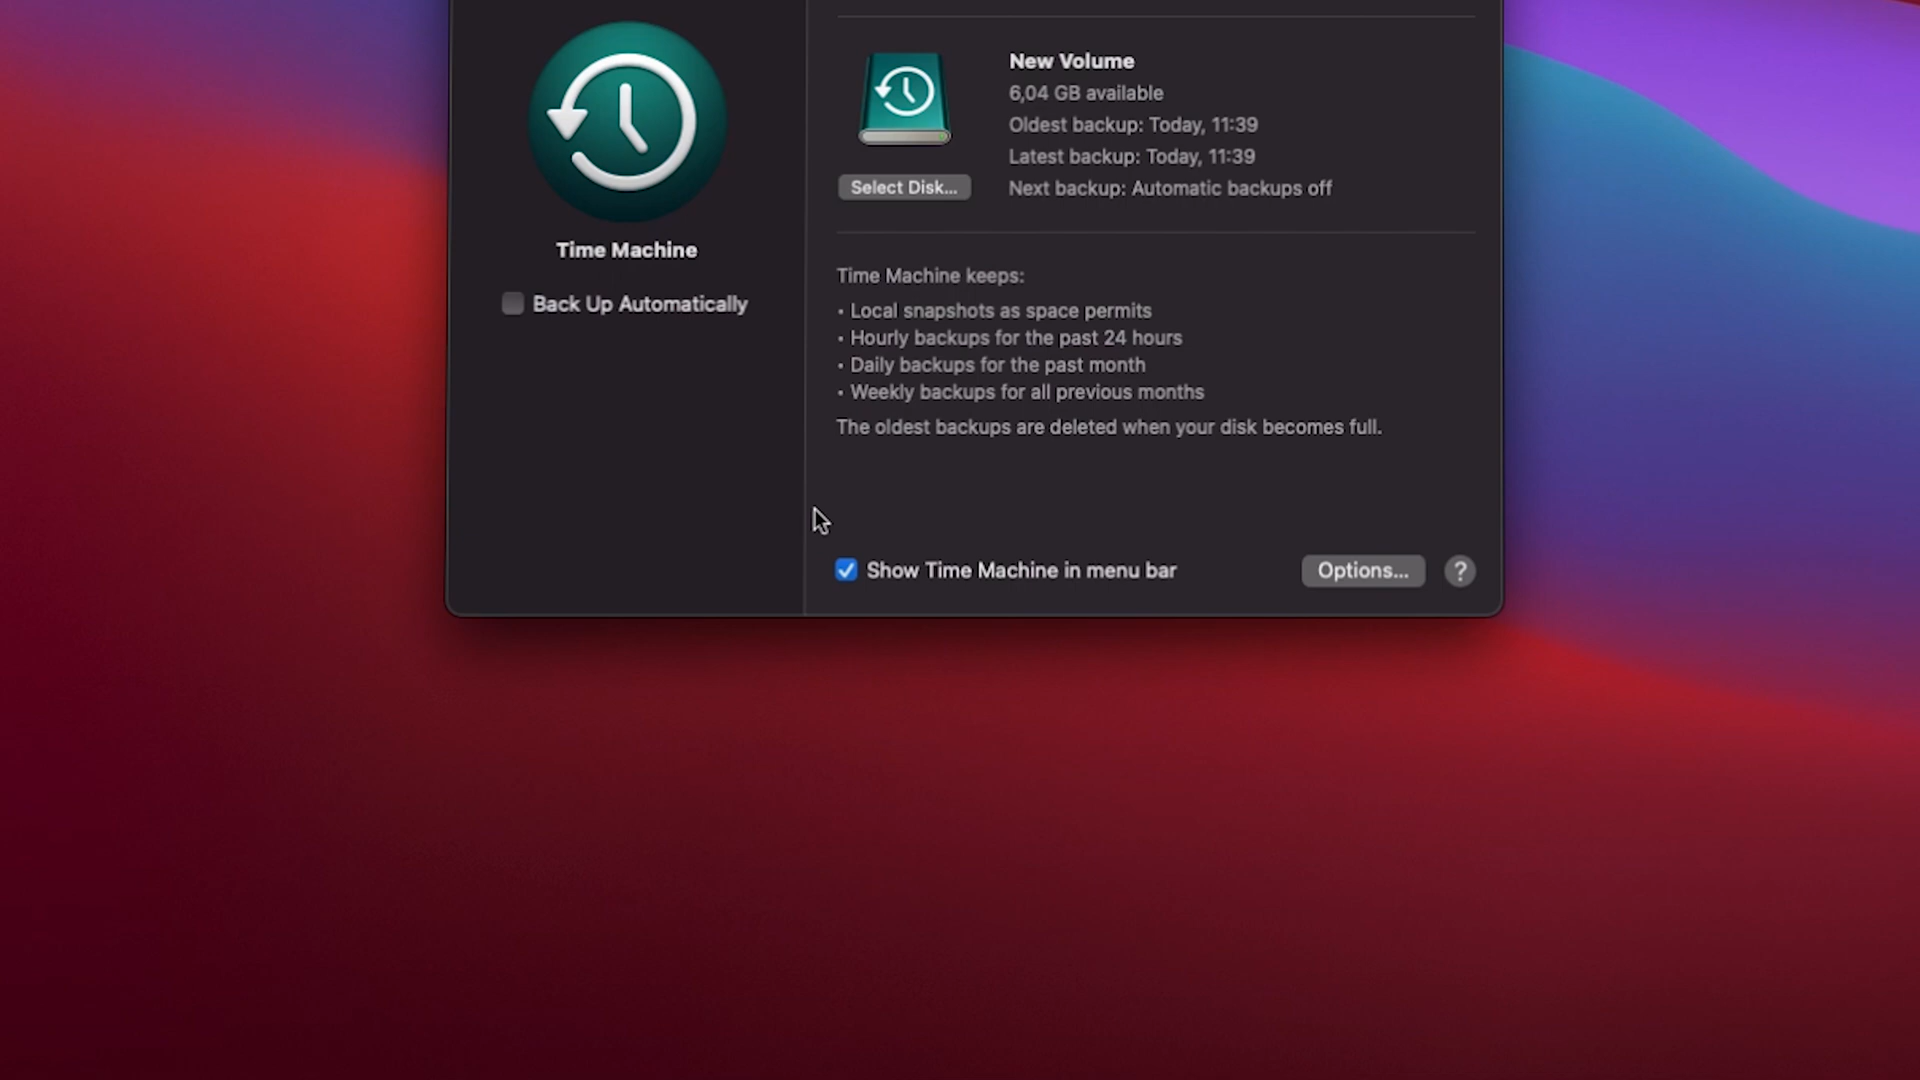 New Volume
6,04 GB available
Oldest backup: Today, 11:39
Latest backup: Today, 11:39
Select Disk...
Next backup: Automatic backups off
Time Machine
Back Up Automatically
Time Machine keeps:
• Local snapshots as space permits
• Hourly backups for the past 24 hours
• Daily backups for the past month
• Weekly backups for all previous months
The oldest backups are deleted when your disk becomes full.
Show Time Machine in menu bar
Options...
?